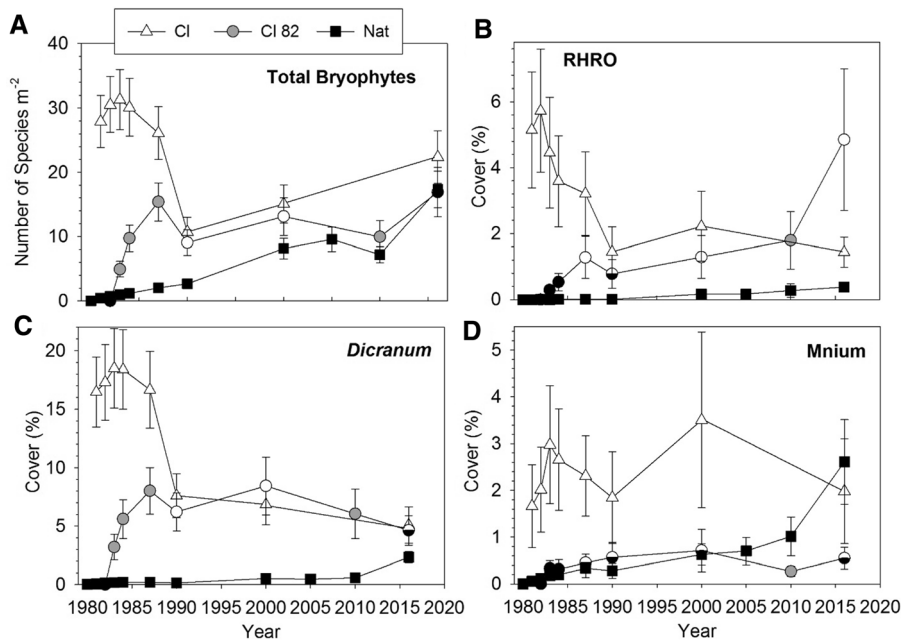 A
Cl Cl 82 Nat
Total Bryophytes
Number of Species m-2
40
30
20
10
0
B
RHRO
Cover (%)
6
4
2
0
C
Dicranum
Cover (%)
20
15
10
5
0
1980 1985 1990 1995 2000 2005 2010 2015 2020
Year
D
Mnium
Cover (%)
5
4
3
2
1
0
1980 1985 1990 1995 2000 2005 2010 2015 2020
Year